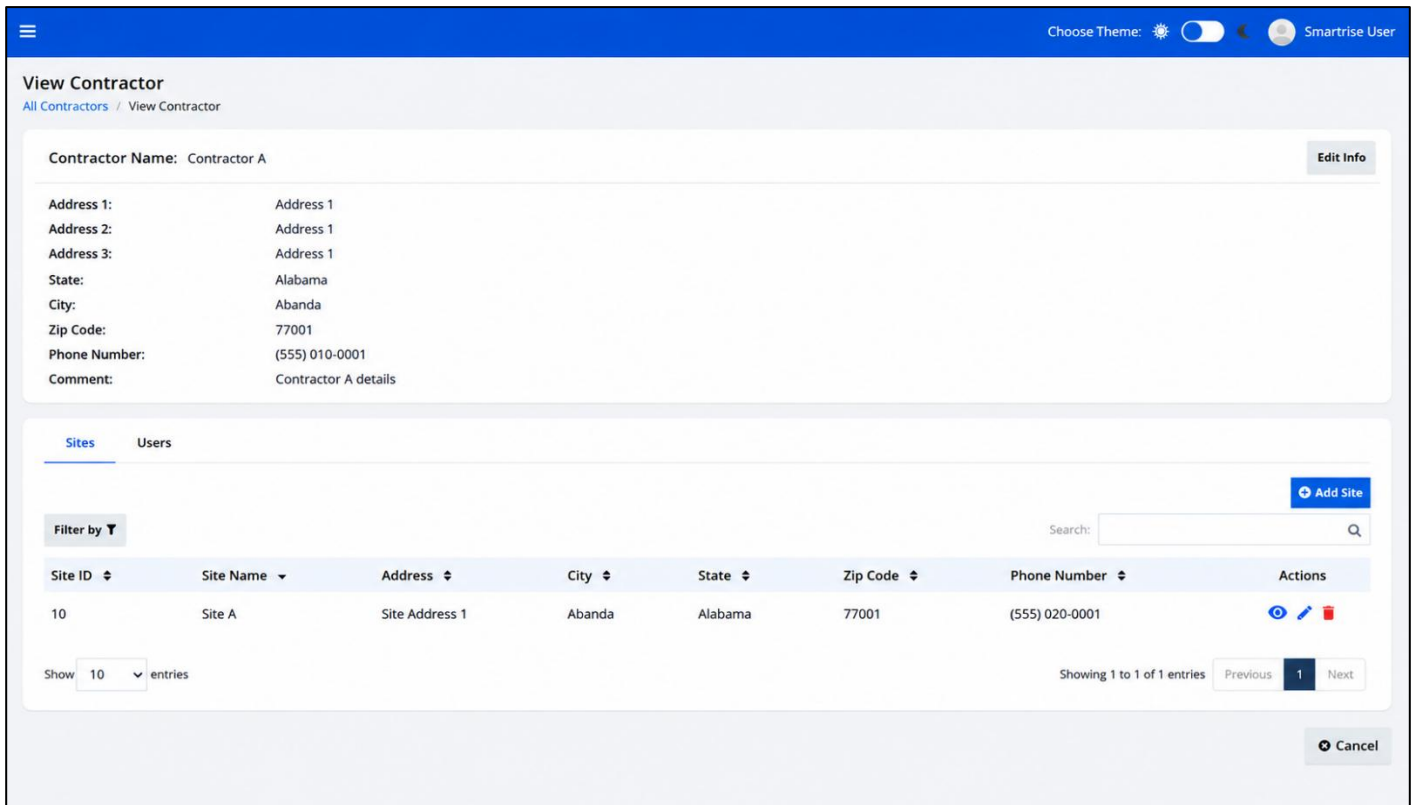 Choose Theme: Smartrise User
View Contractor
All Contractors / View Contractor
Contractor Name: Contractor A Edit Info
Address 1: Address 1
Address 2: Address 1
Address 3: Address 1
State: Alabama
City: Abanda
Zip Code: 77001
Phone Number: (555) 010-0001
Comment: Contractor A details
Sites Users
Add Site
Filter by Search:
Site ID Site Name Address City State Zip Code Phone Number Actions
10 Site A Site Address 1 Abanda Alabama 77001 (555) 020-0001
Show 10 entries Showing 1 to 1 of 1 entries Previous 1 Next
Cancel